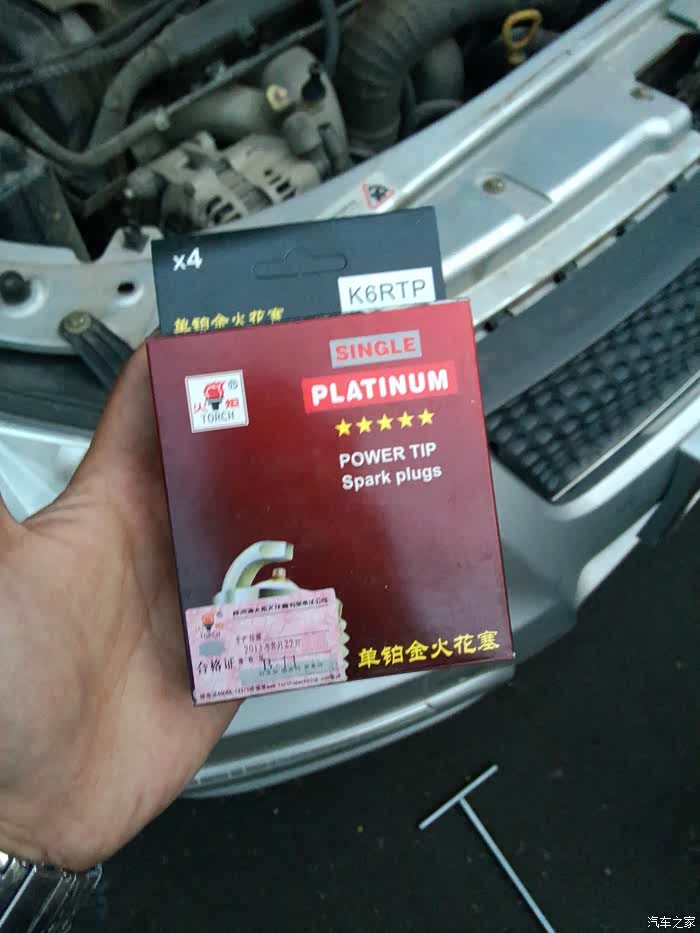 x4
K6RTP
单铂金火花塞
SINGLE
PLATINUM
火炬
TORCH
POWER TIP
Spark plugs
TORCH
合格证
单铂金火花塞
汽车之家